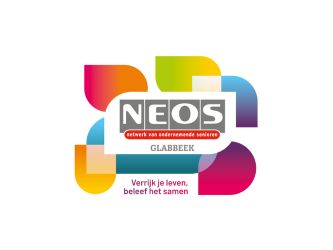 NEOS
netwerk van ondernemende senioren
GLABBEEK
Verrijk je leven,
beleef het samen